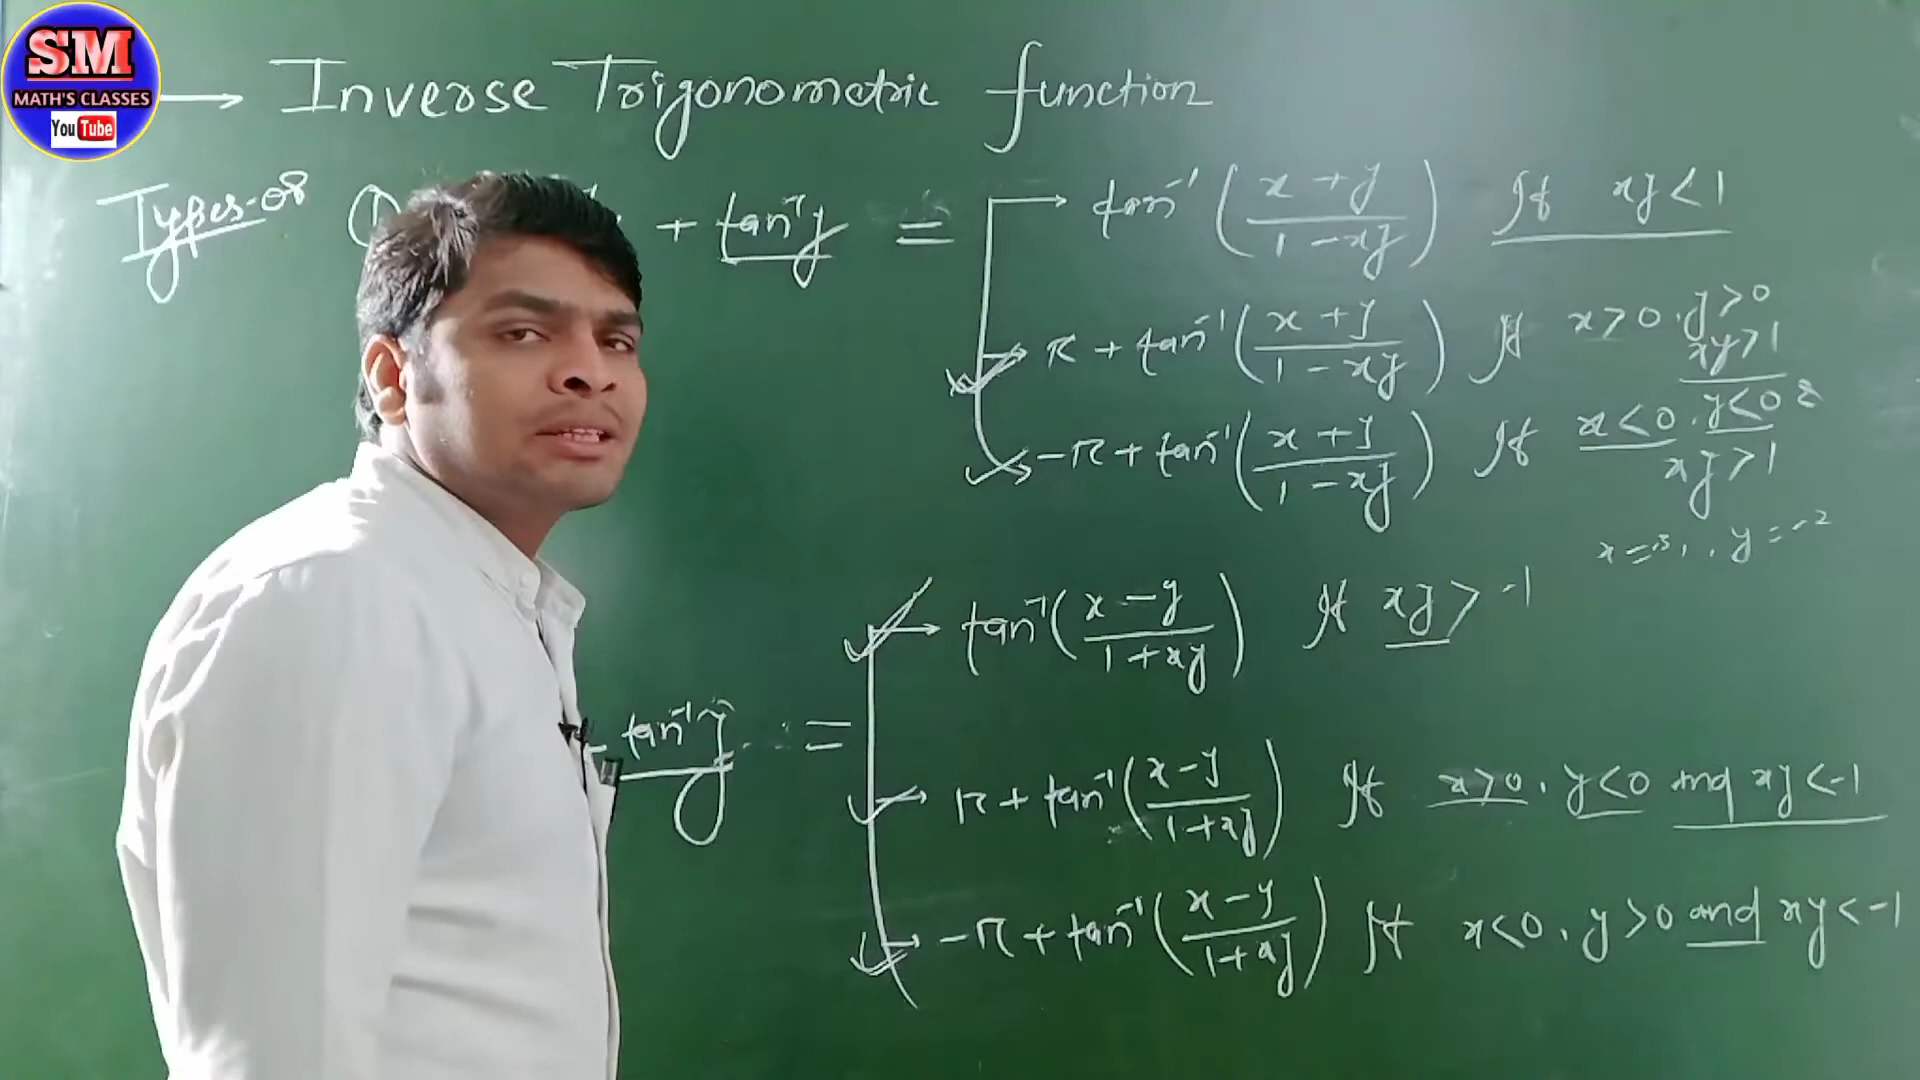 SM
MATH'S CLASSES
YouTube
→ Inverse Trigonometric function
Types-08 ① + tan⁻¹y = → tan⁻¹(x+y/1-xy) If xy<1
→ π + tan⁻¹(x+y/1-xy) If x>0, y>0
xy>1
→ -π + tan⁻¹(x+y/1-xy) If x<0, y<0 &
xy>1
y = -2
→ tan⁻¹(x-y/1+xy) If xy > -1
- tan⁻¹y =
→ π + tan⁻¹(x-y/1+xy) If x>0, y<0 and xy<-1
→ -π + tan⁻¹(x-y/1+xy) If x<0, y>0 and xy<-1